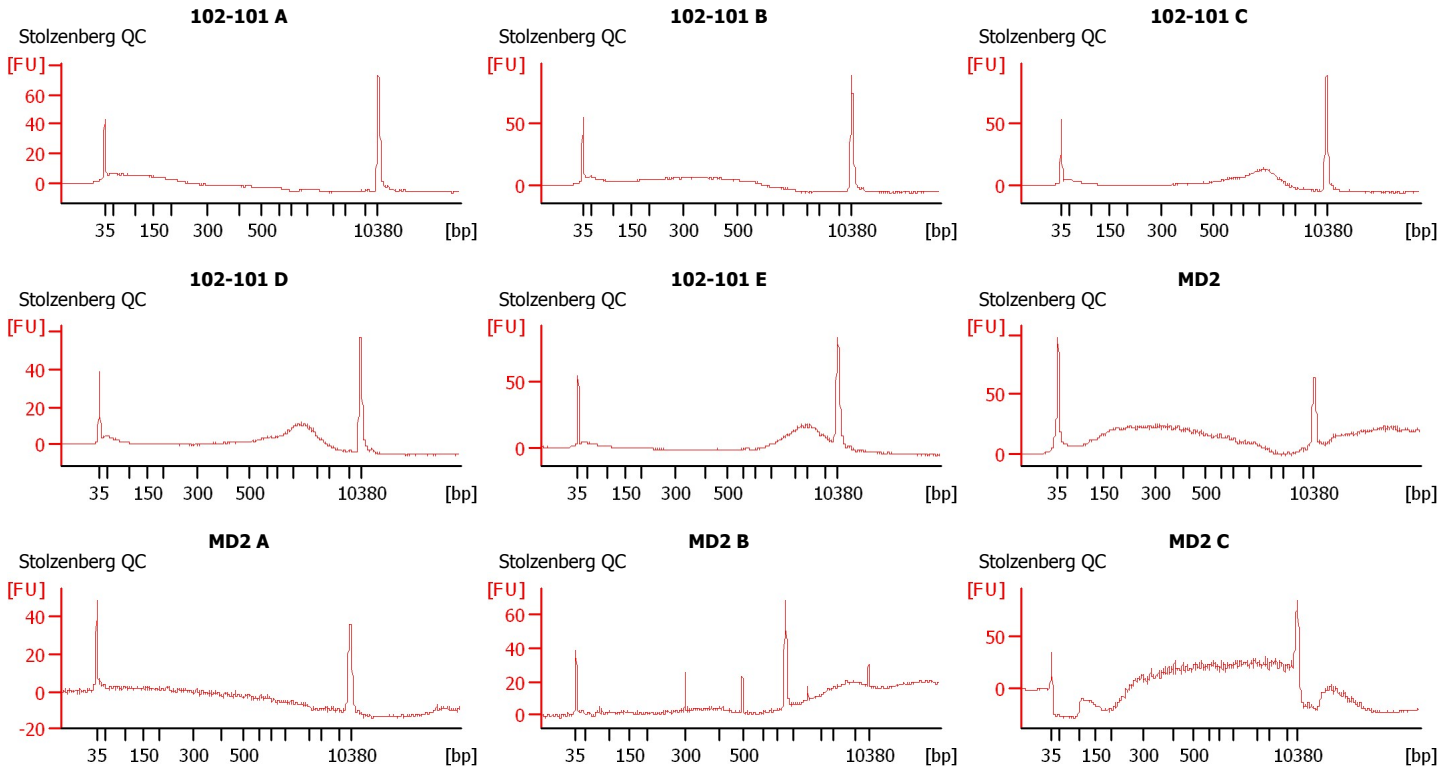 102-101 A
Stolzenberg QC
[FU]
60
40
20
0
35 150 300 500 10380 [bp]
102-101 B
Stolzenberg QC
[FU]
50
0
35 150 300 500 10380 [bp]
102-101 C
Stolzenberg QC
[FU]
50
0
35 150 300 500 10380 [bp]
102-101 D
Stolzenberg QC
[FU]
40
20
0
35 150 300 500 10380 [bp]
102-101 E
Stolzenberg QC
[FU]
50
0
35 150 300 500 10380 [bp]
MD2
Stolzenberg QC
[FU]
50
0
35 150 300 500 10380 [bp]
MD2 A
Stolzenberg QC
[FU]
40
20
0
-20
35 150 300 500 10380 [bp]
MD2 B
Stolzenberg QC
[FU]
60
40
20
0
35 150 300 500 10380 [bp]
MD2 C
Stolzenberg QC
[FU]
50
0
35 150 300 500 10380 [bp]